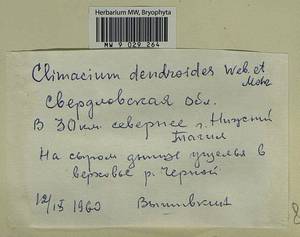 Herbarium MW, Bryophyta
MW 9 029 264
Climacium dendroides Web. et
Mohr
Свердловская обл.
В 30 км. севернее г. Нижний
Тагил
На сыром днище ущелья в
верховье р. Черной
12/IX 1960